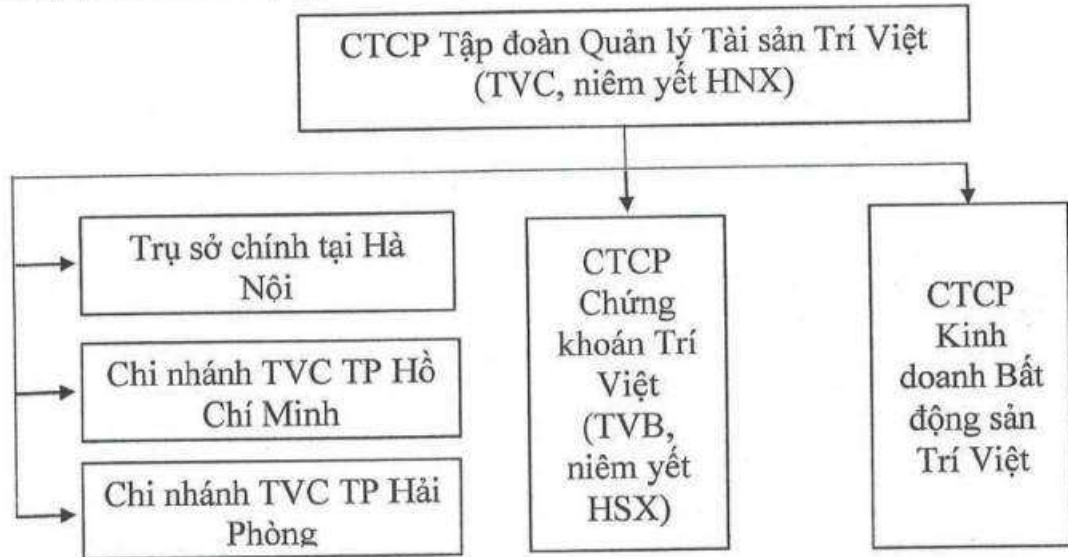 CTCP Tập đoàn Quản lý Tài sản Trí Việt
(TVC, niêm yết HNX)
Trụ sở chính tại Hà
Nội
Chi nhánh TVC TP Hồ
Chí Minh
Chi nhánh TVC TP Hải
Phòng
CTCP
Chứng
khoán Trí
Việt
(TVB,
niêm yết
HSX)
CTCP
Kinh
doanh Bất
động sản
Trí Việt